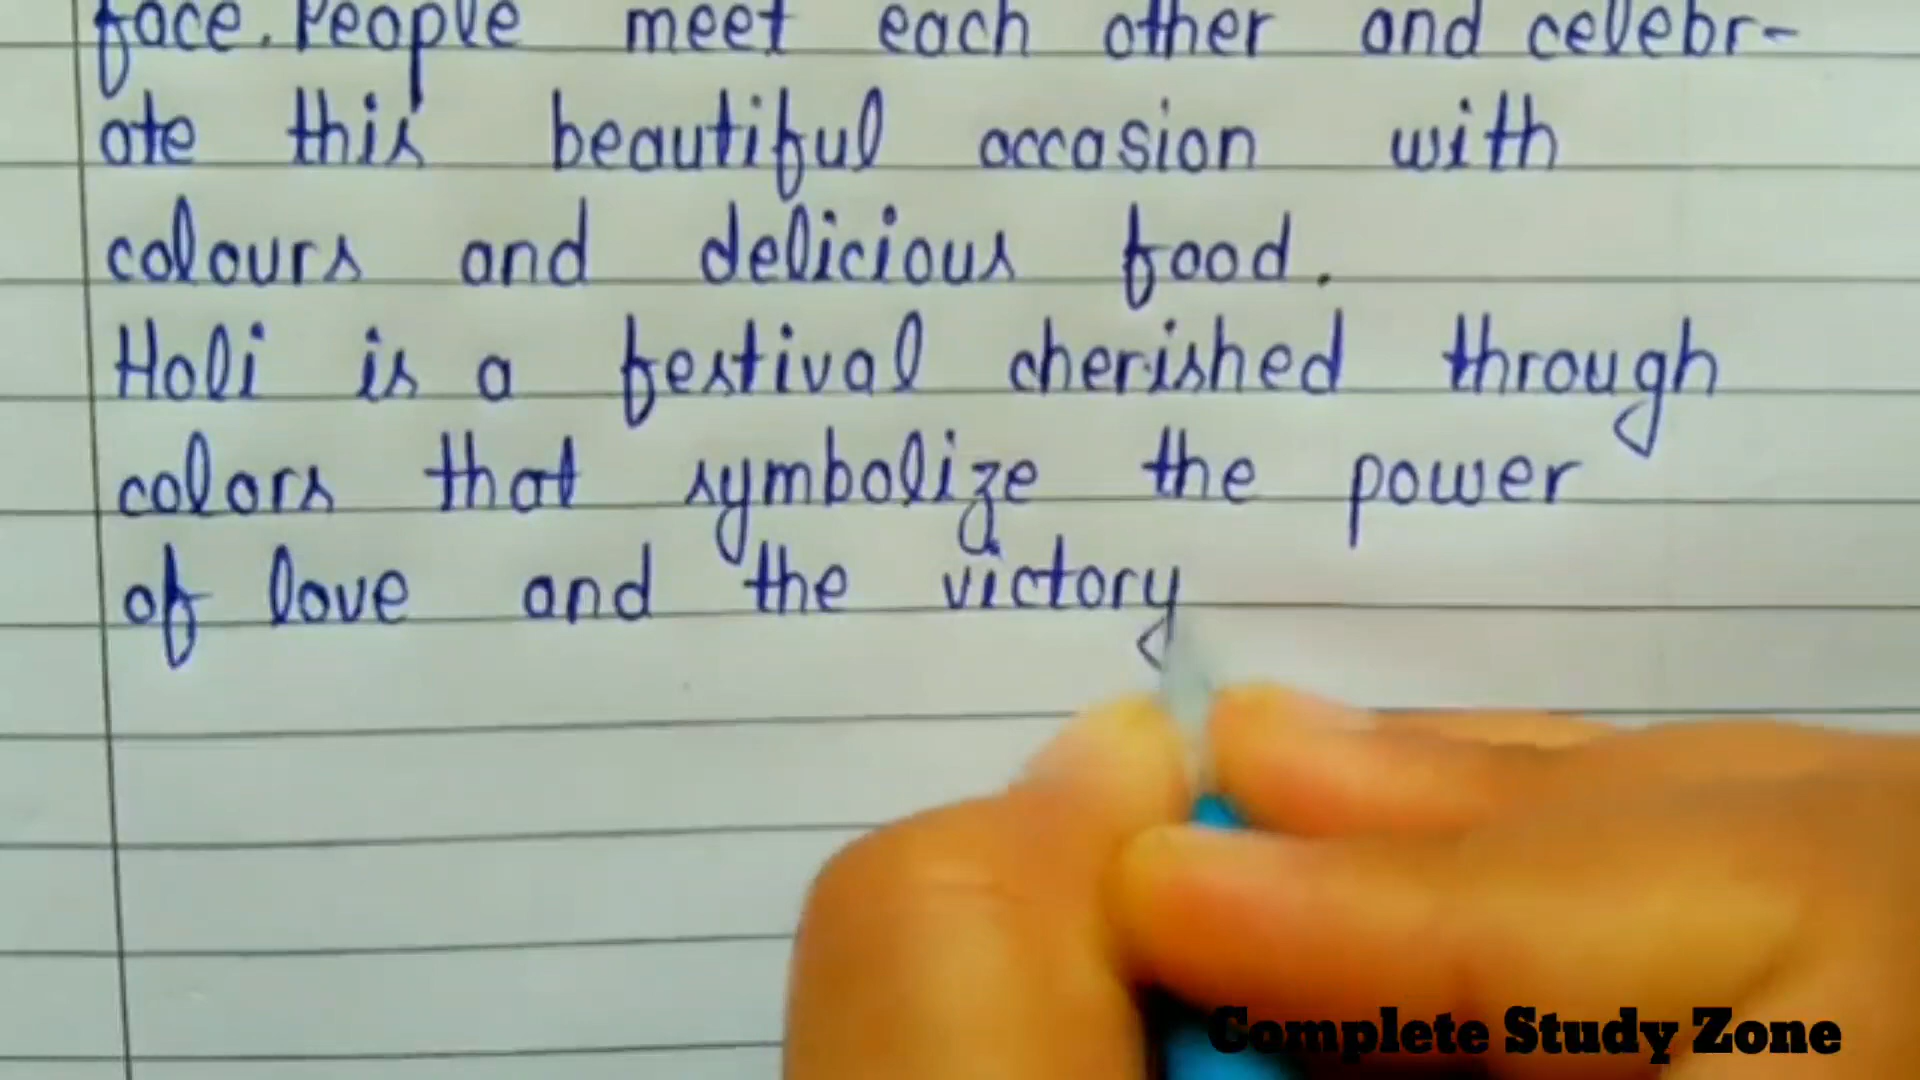 face. People meet each other and celebr-
ate this beautiful occasion with
colours and delicious food.
Holi is a festival cherished through
colors that symbolize the power
of love and the victory
Complete Study Zone